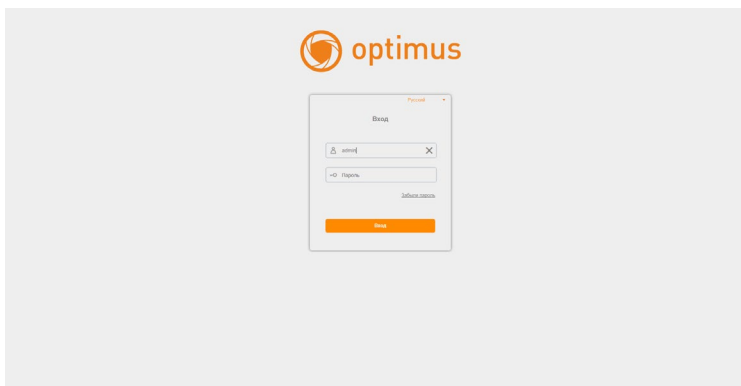 optimus
Русский
Вход
admin
Пароль
Забыли пароль
Вход